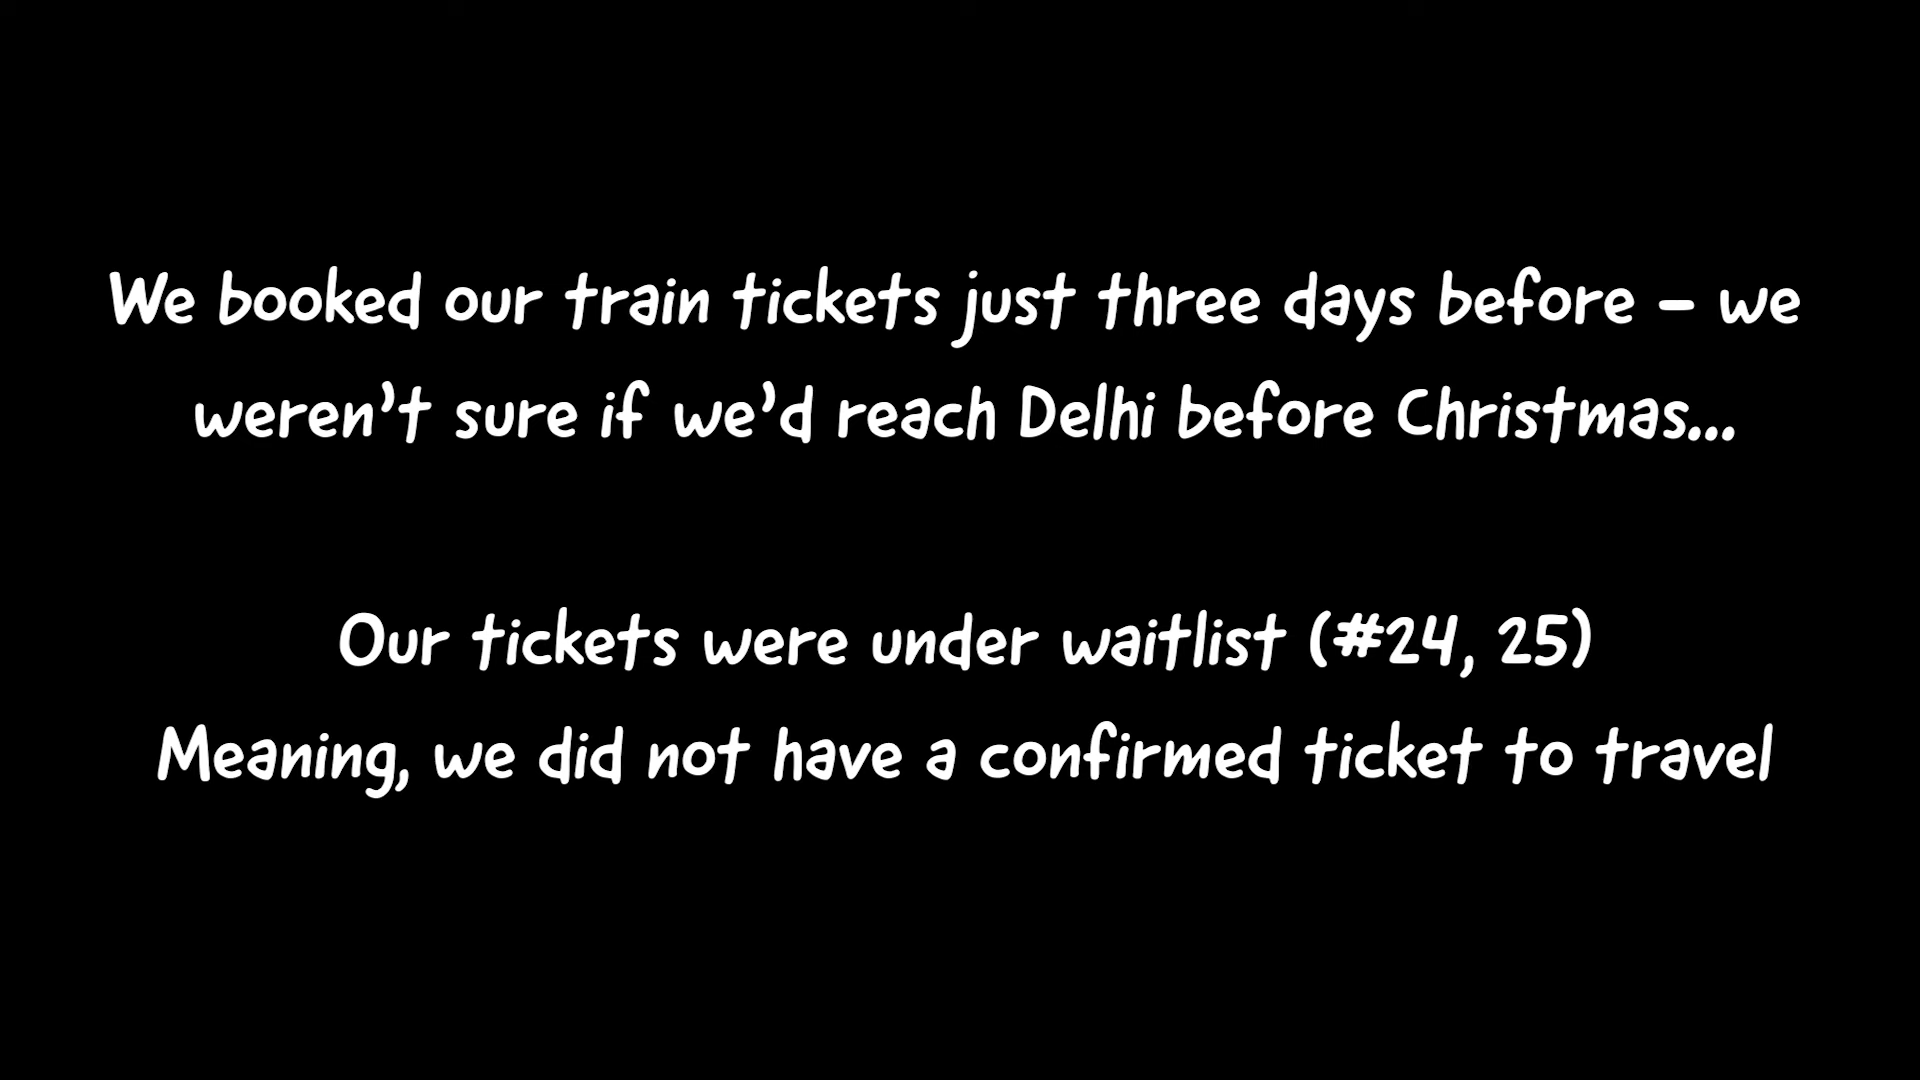 We booked our train tickets just three days before – we
weren’t sure if we’d reach Delhi before Christmas...
Our tickets were under waitlist (#24, 25)
Meaning, we did not have a confirmed ticket to travel